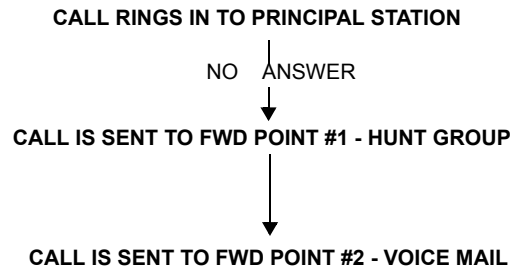 CALL RINGS IN TO PRINCIPAL STATION
NO ANSWER
CALL IS SENT TO FWD POINT #1 - HUNT GROUP
CALL IS SENT TO FWD POINT #2 - VOICE MAIL